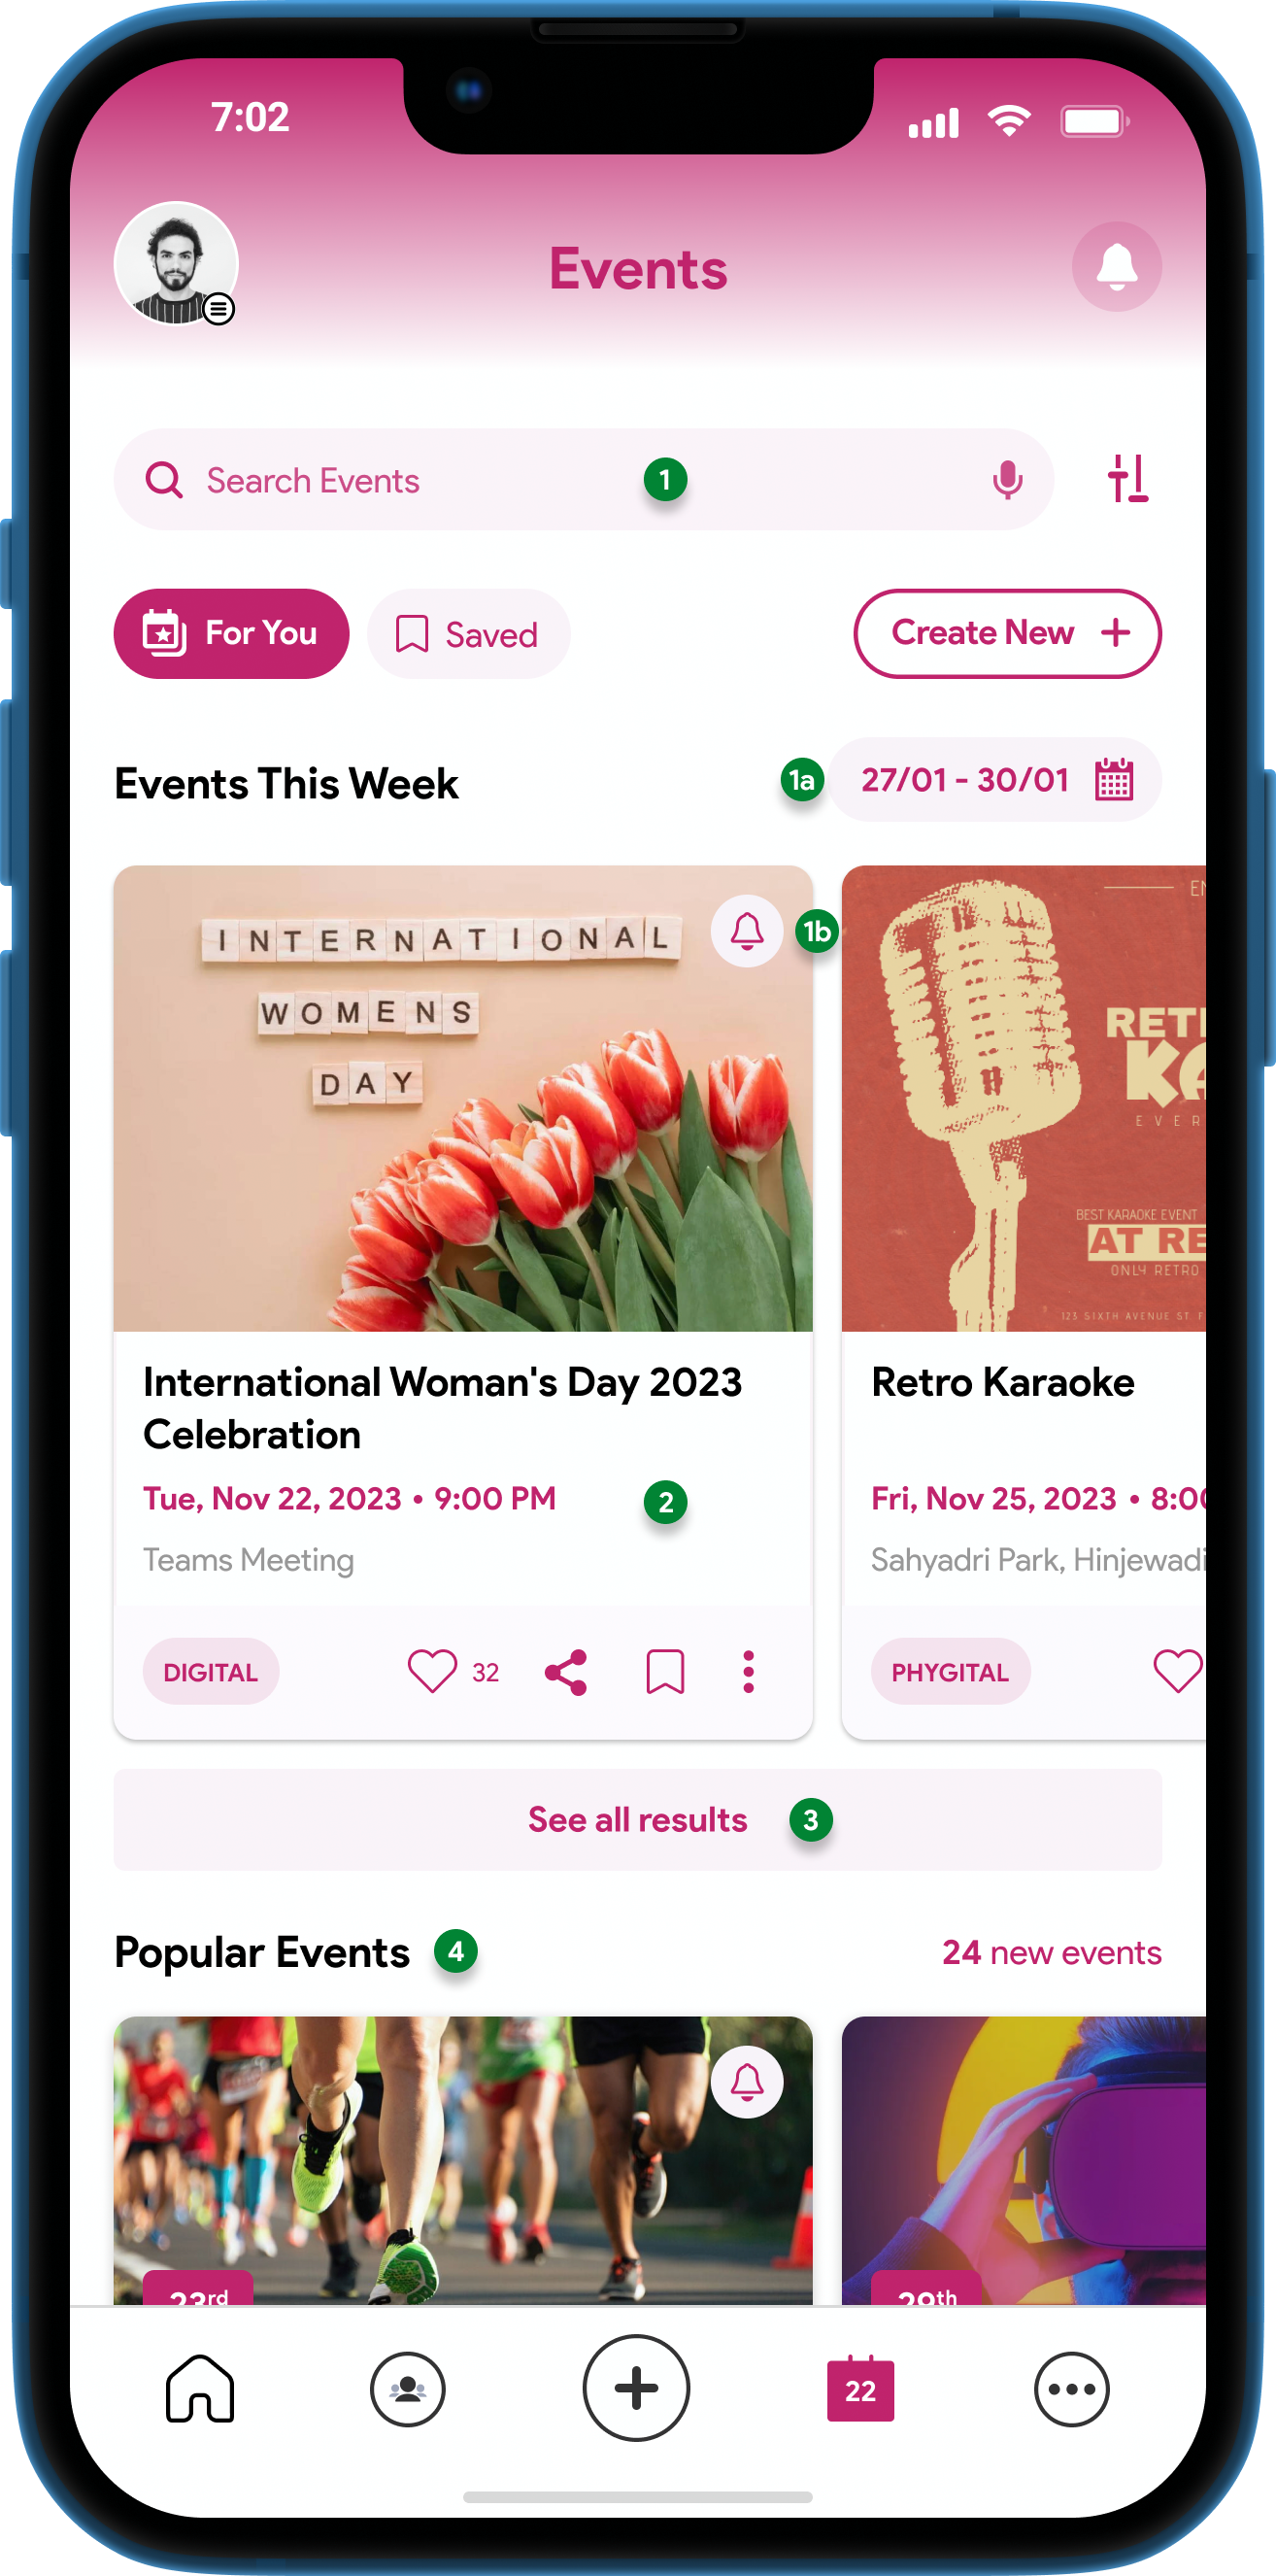 7:02
Events
Search Events
1
For You
Saved
Create New
Events This Week
1a
27/01 - 30/01
INTERNATIONAL
WOMENS
DAY
1b
RET
KA
EVER
BEST KARAOKE EVENT
AT RE
ONLY RETRO
123 SIXTH AVENUE ST. F
International Woman's Day 2023
Celebration
Tue, Nov 22, 2023 • 9:00 PM
2
Teams Meeting
DIGITAL
32
Retro Karaoke
Fri, Nov 25, 2023 • 8:00
Sahyadri Park, Hinjewadi
PHYGITAL
See all results
3
Popular Events
4
24 new events
23rd
29th
22